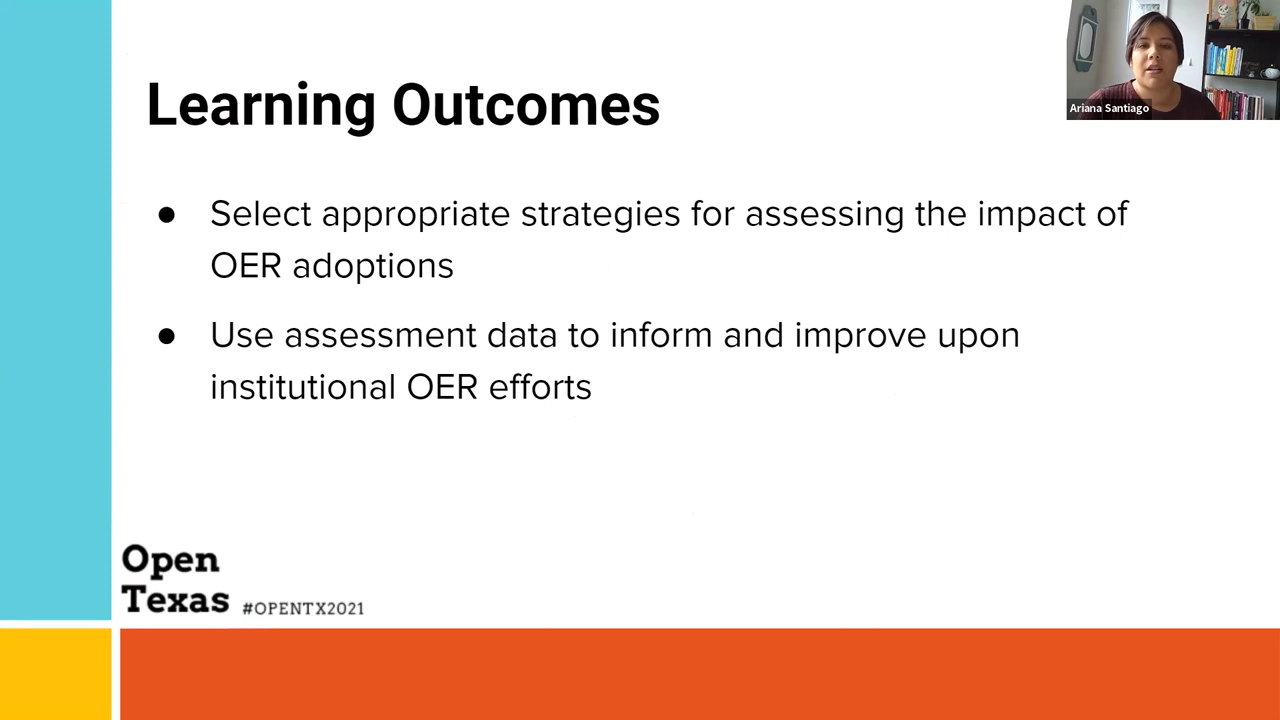 Learning Outcomes
Ariana Santiago
● Select appropriate strategies for assessing the impact of
OER adoptions
● Use assessment data to inform and improve upon
institutional OER efforts
Open
Texas #OPENTX2021